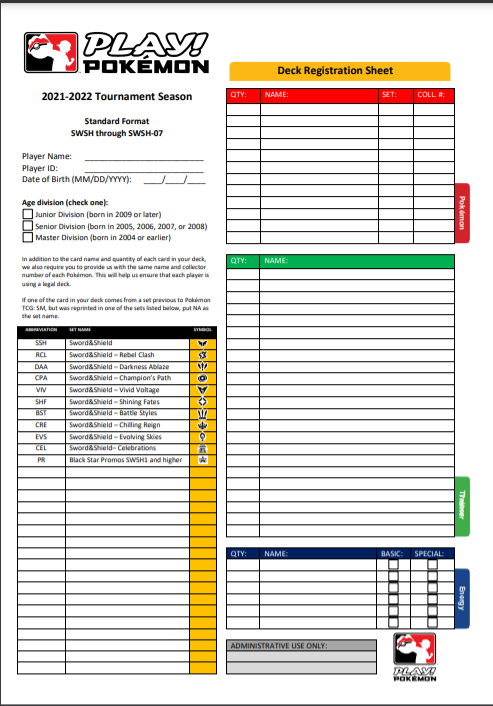 PLAY!
POKÉMON
2021-2022 Tournament Season
Standard Format
SWSH through SWSH-07
Player Name: ____________________
Player ID: ____________________
Date of Birth (MM/DD/YYYY): ___/___/___
Age division (check one):
Junior Division (born in 2009 or later)
Senior Division (born in 2005, 2006, 2007, or 2008)
Master Division (born in 2004 or earlier)
In addition to the card name and quantity of each card in your deck,
we also require you to provide us with the same name and collector
number of each Pokémon. This will help us ensure that each player is
using a legal deck.
If one of the card in your deck comes from a set previous to Pokémon
TCG: SM, but was reprinted in one of the sets listed below, put NA as
the set name.
ABBREVIATION SET NAME SYMBOL
SSH Sword&Shield
RCL Sword&Shield – Rebel Clash
DAA Sword&Shield – Darkness Ablaze
CPA Sword&Shield – Champion's Path
VIV Sword&Shield – Vivid Voltage
SHF Sword&Shield – Shining Fates
BST Sword&Shield – Battle Styles
CRE Sword&Shield – Chilling Reign
EVS Sword&Shield – Evolving Skies
CEL Sword&Shield– Celebrations
PR Black Star Promos SWSH1 and higher
Deck Registration Sheet
QTY: NAME: SET: COLL. #:
Pokémon
QTY: NAME:
Trainer
QTY: NAME: BASIC: SPECIAL:
Energy
ADMINISTRATIVE USE ONLY:
PLAY!
POKÉMON